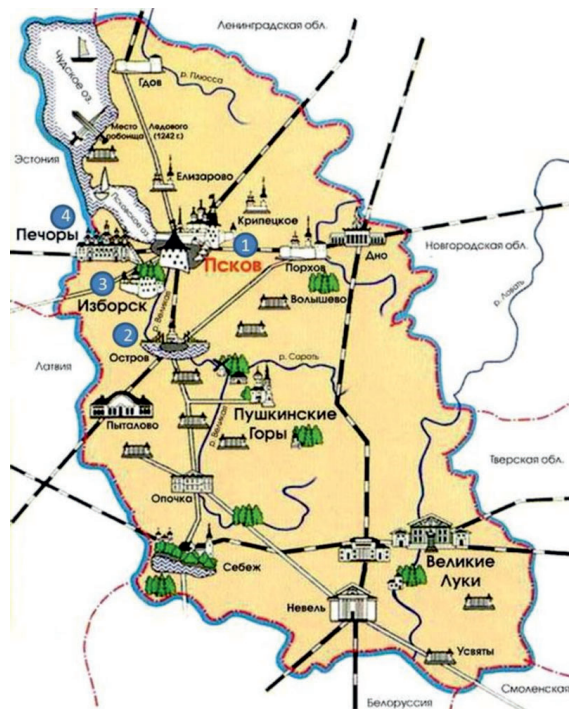 Ленинградская обл.
Чудское оз.
Гдов
р. Плюсса
Место Ледового
побоища (1242 г.)
Эстония
Елизарово
Псковское оз.
Крипецкое
4
Печоры
1
Псков
Дно
Порхов
Новгородская обл.
3
Изборск
Волышево
р. Великая
р. Ловать
2
Остров
р. Сороть
Латвия
Пушкинские
Горы
р. Великая
Пыталово
Тверская обл.
Опочка
Себеж
Великие
Луки
Невель
Усвяты
Смоленская
Белоруссия